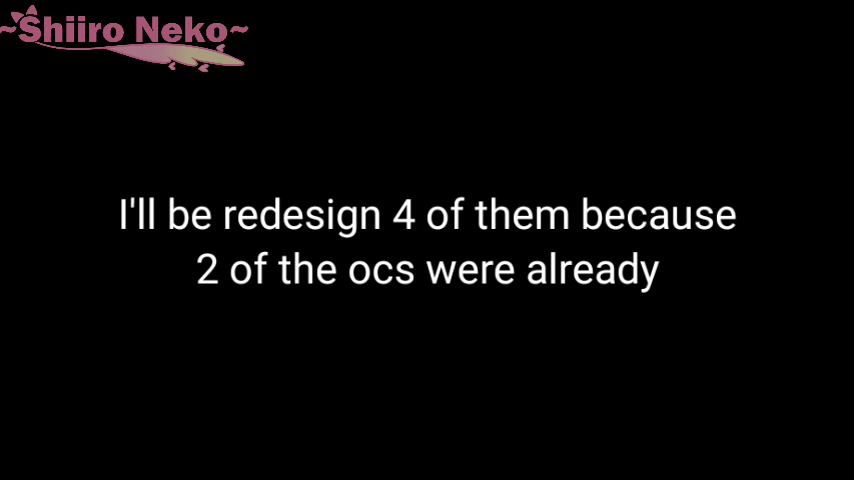 ~Shiiro Neko~
I'll be redesign 4 of them because
2 of the ocs were already